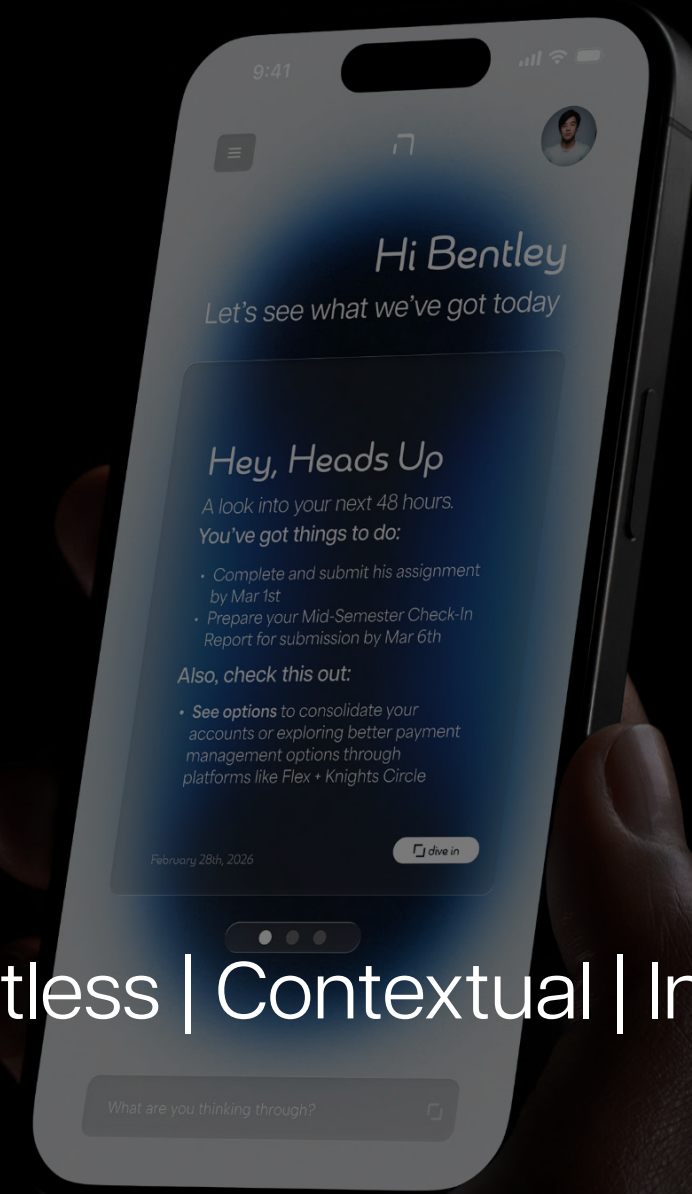 9:41
Hi Bentley
Let's see what we've got today
Hey, Heads Up
A look into your next 48 hours.
You've got things to do:
• Complete and submit his assignment
by Mar 1st
• Prepare your Mid-Semester Check-In
Report for submission by Mar 6th
Also, check this out:
• See options to consolidate your
accounts or exploring better payment
management options through
platforms like Flex + Knights Circle
February 28th, 2026
dive in
tless | Contextual | In
What are you thinking through?